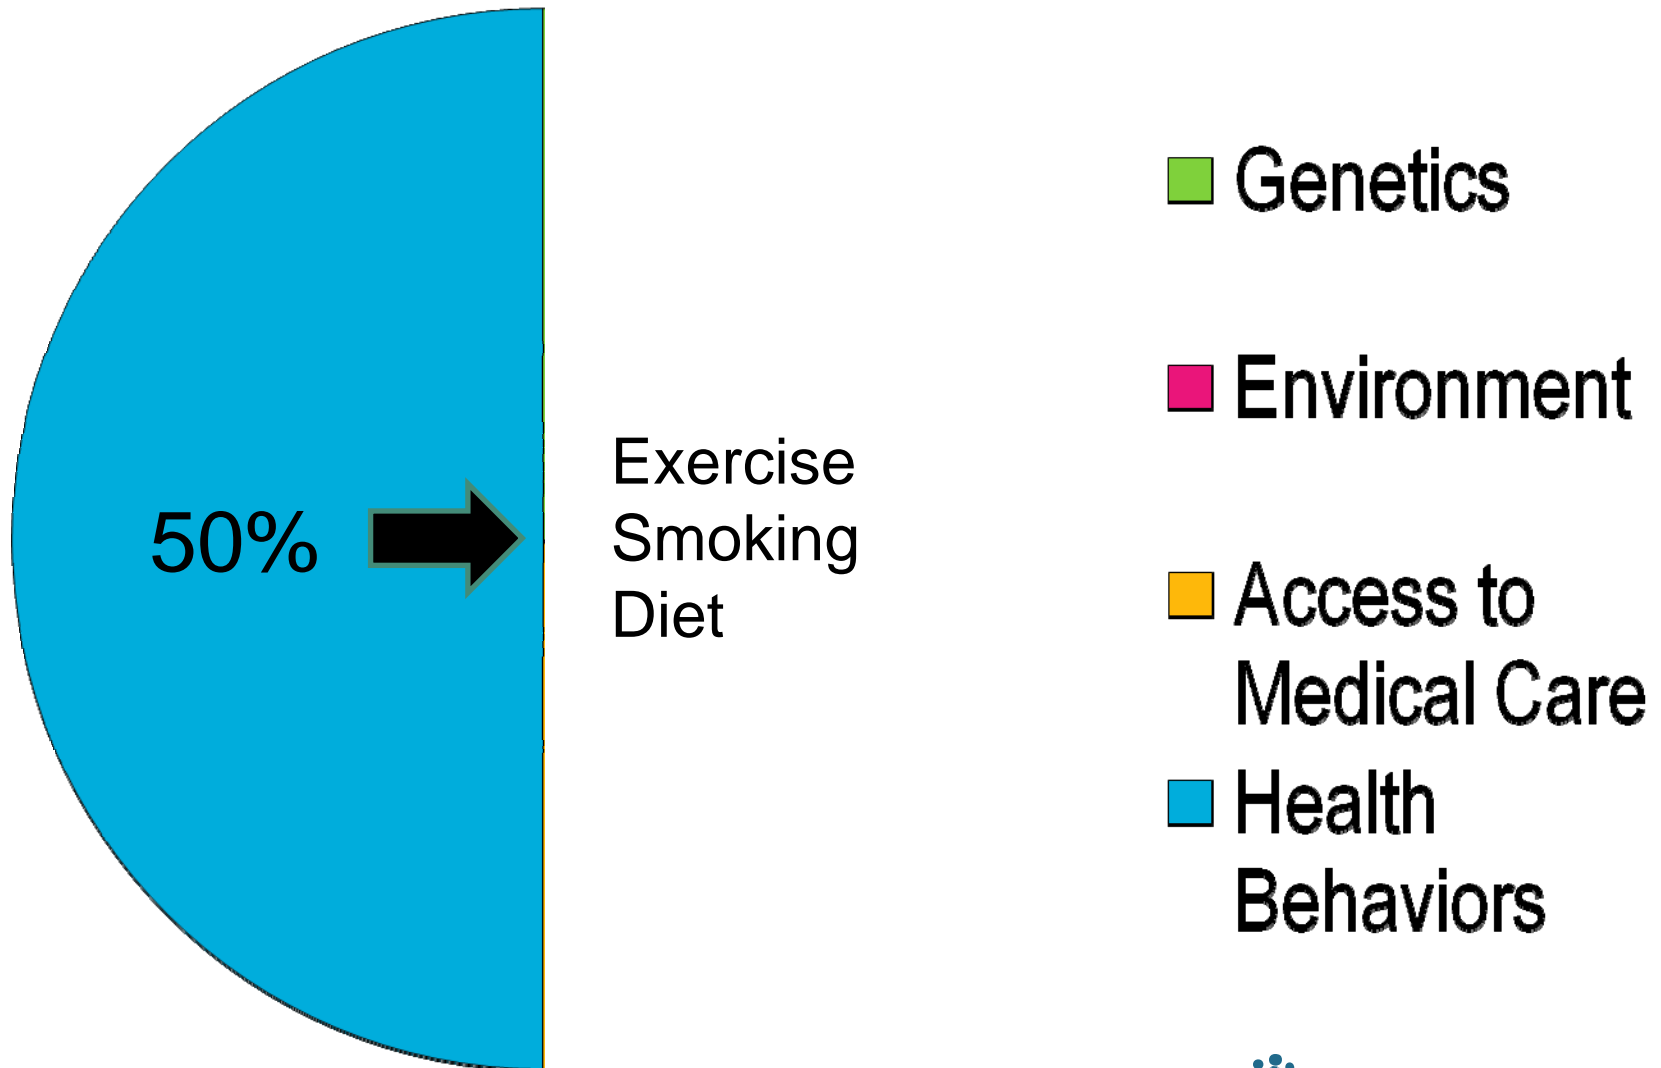 50%
Exercise
Smoking
Diet
Genetics
Environment
Access to
Medical Care
Health
Behaviors